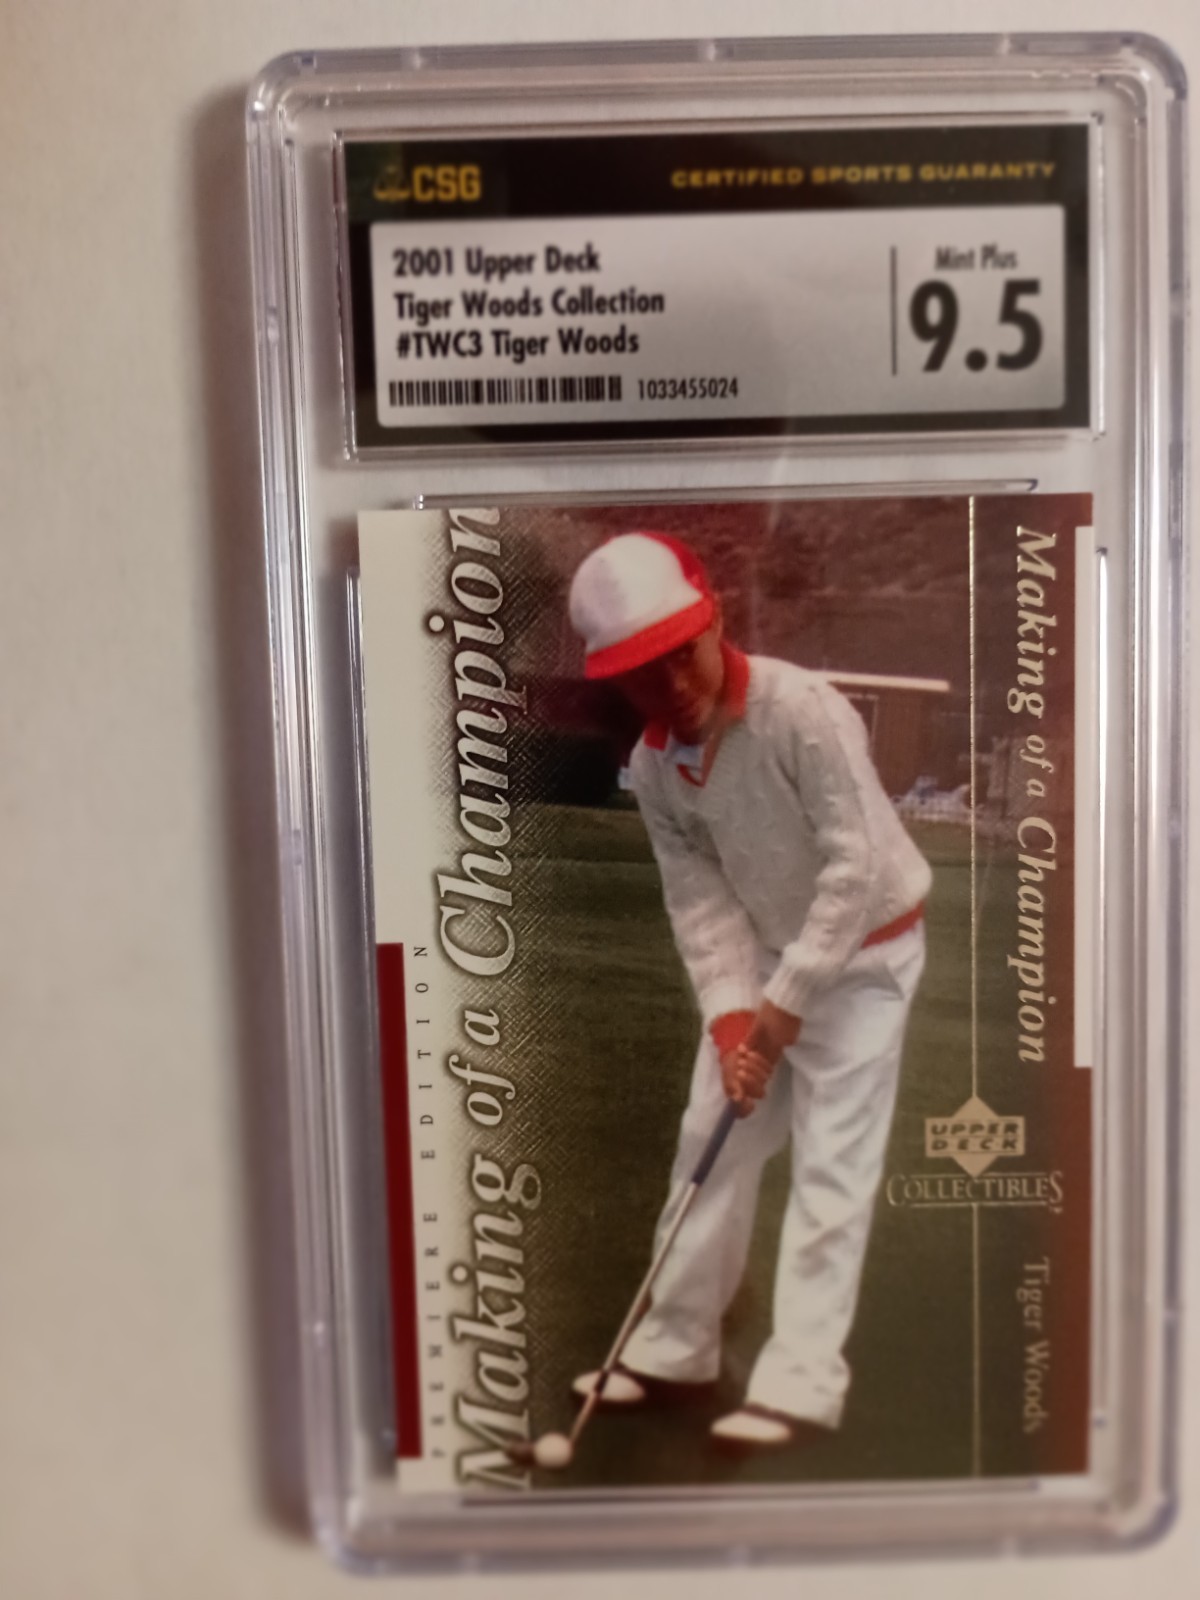 CSG
CERTIFIED SPORTS GUARANTY
2001 Upper Deck
Tiger Woods Collection
#TWC3 Tiger Woods
1033455024
Mint Plus
9.5
Making of a Champion
PREMIERE EDITION
Making of a Champion
UPPER
DECK
COLLECTIBLES
Tiger Woods